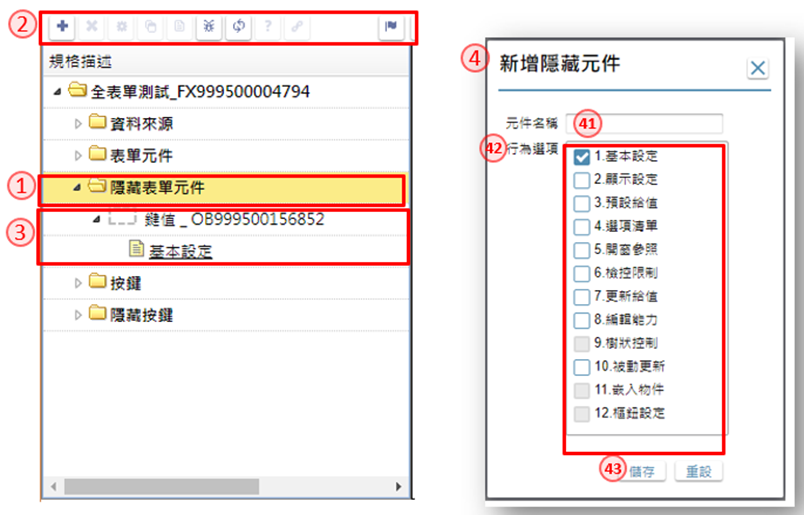 ②
規格描述
全表單測試_FX999500004794
資料來源
表單元件
① 隱藏表單元件
③ 鍵值 _ OB999500156852
基本設定
按鍵
隱藏按鍵
④ 新增隱藏元件
元件名稱 41
42 行為選項
1.基本設定
2.顯示設定
3.預設給值
4.選項清單
5.開窗參照
6.檢控限制
7.更新給值
8.編輯能力
9.樹狀控制
10.被動更新
11.嵌入物件
12.櫃鈕設定
43 儲存 重設